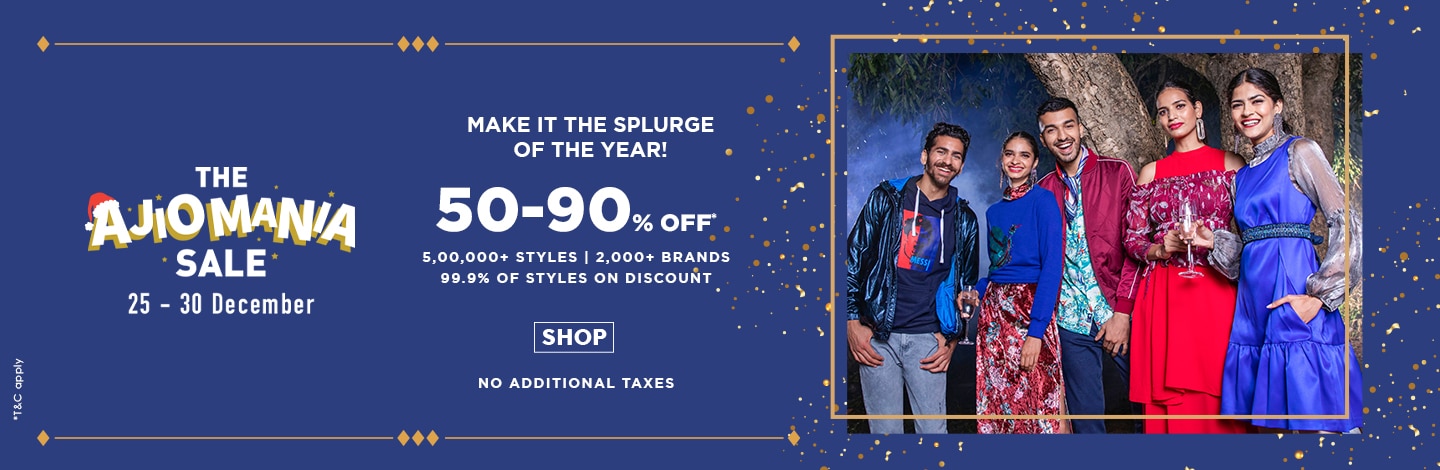 THE
AJIOMANIA
SALE
25 - 30 December
MAKE IT THE SPLURGE
OF THE YEAR!
50-90% OFF*
5,00,000+ STYLES | 2,000+ BRANDS
99.9% OF STYLES ON DISCOUNT
SHOP
NO ADDITIONAL TAXES
*T&C apply